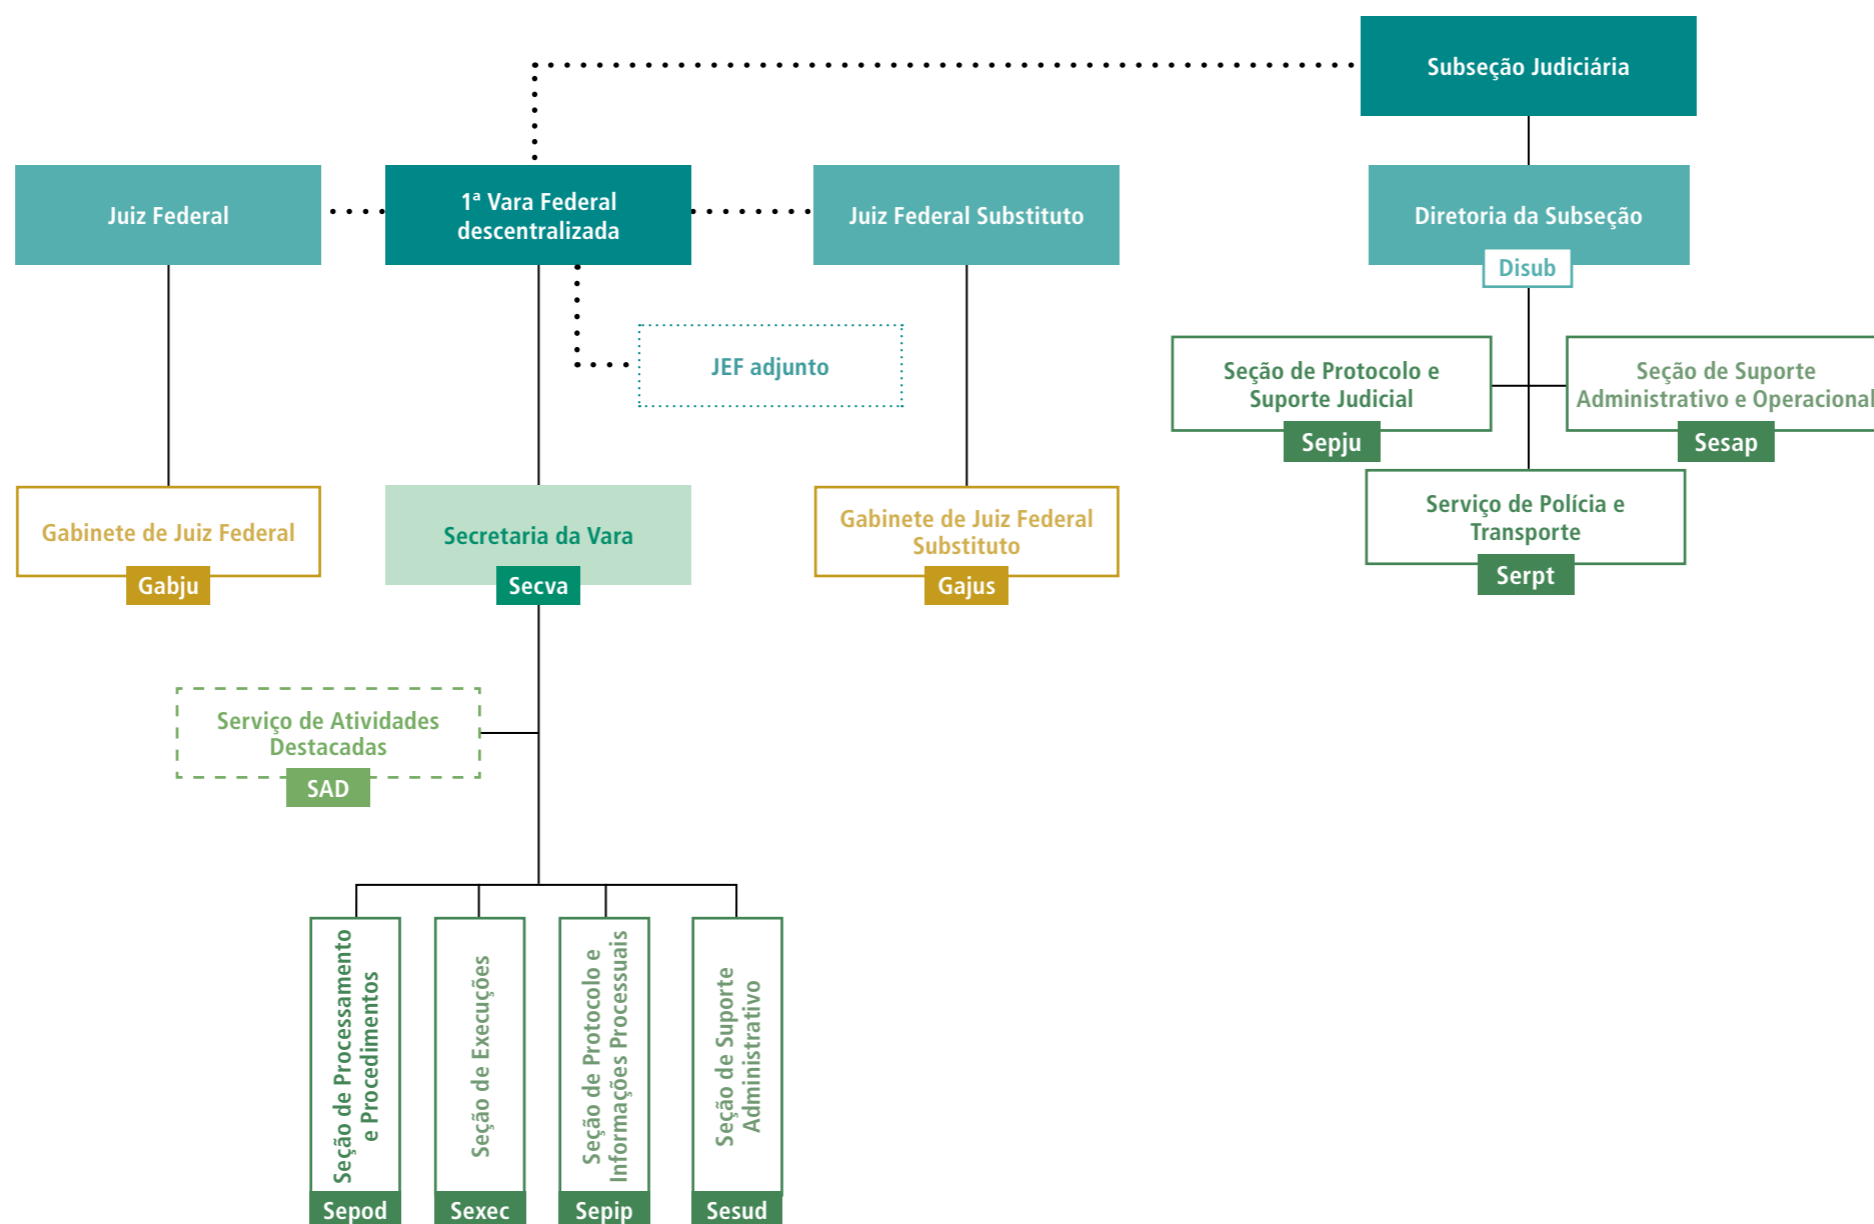 Subseção Judiciária
Juiz Federal
1ª Vara Federal
descentralizada
Juiz Federal Substituto
Diretoria da Subseção
Disub
JEF adjunto
Seção de Protocolo e
Suporte Judicial
Sepju
Seção de Suporte
Administrativo e Operacional
Sesap
Serviço de Polícia e
Transporte
Serpt
Gabinete de Juiz Federal
Gabju
Secretaria da Vara
Secva
Gabinete de Juiz Federal
Substituto
Gajus
Serviço de Atividades
Destacadas
SAD
Seção de Processamento
e Procedimentos
Sepod
Seção de Execuções
Sexec
Seção de Protocolo e
Informações Processuais
Sepip
Seção de Suporte
Administrativo
Sesud